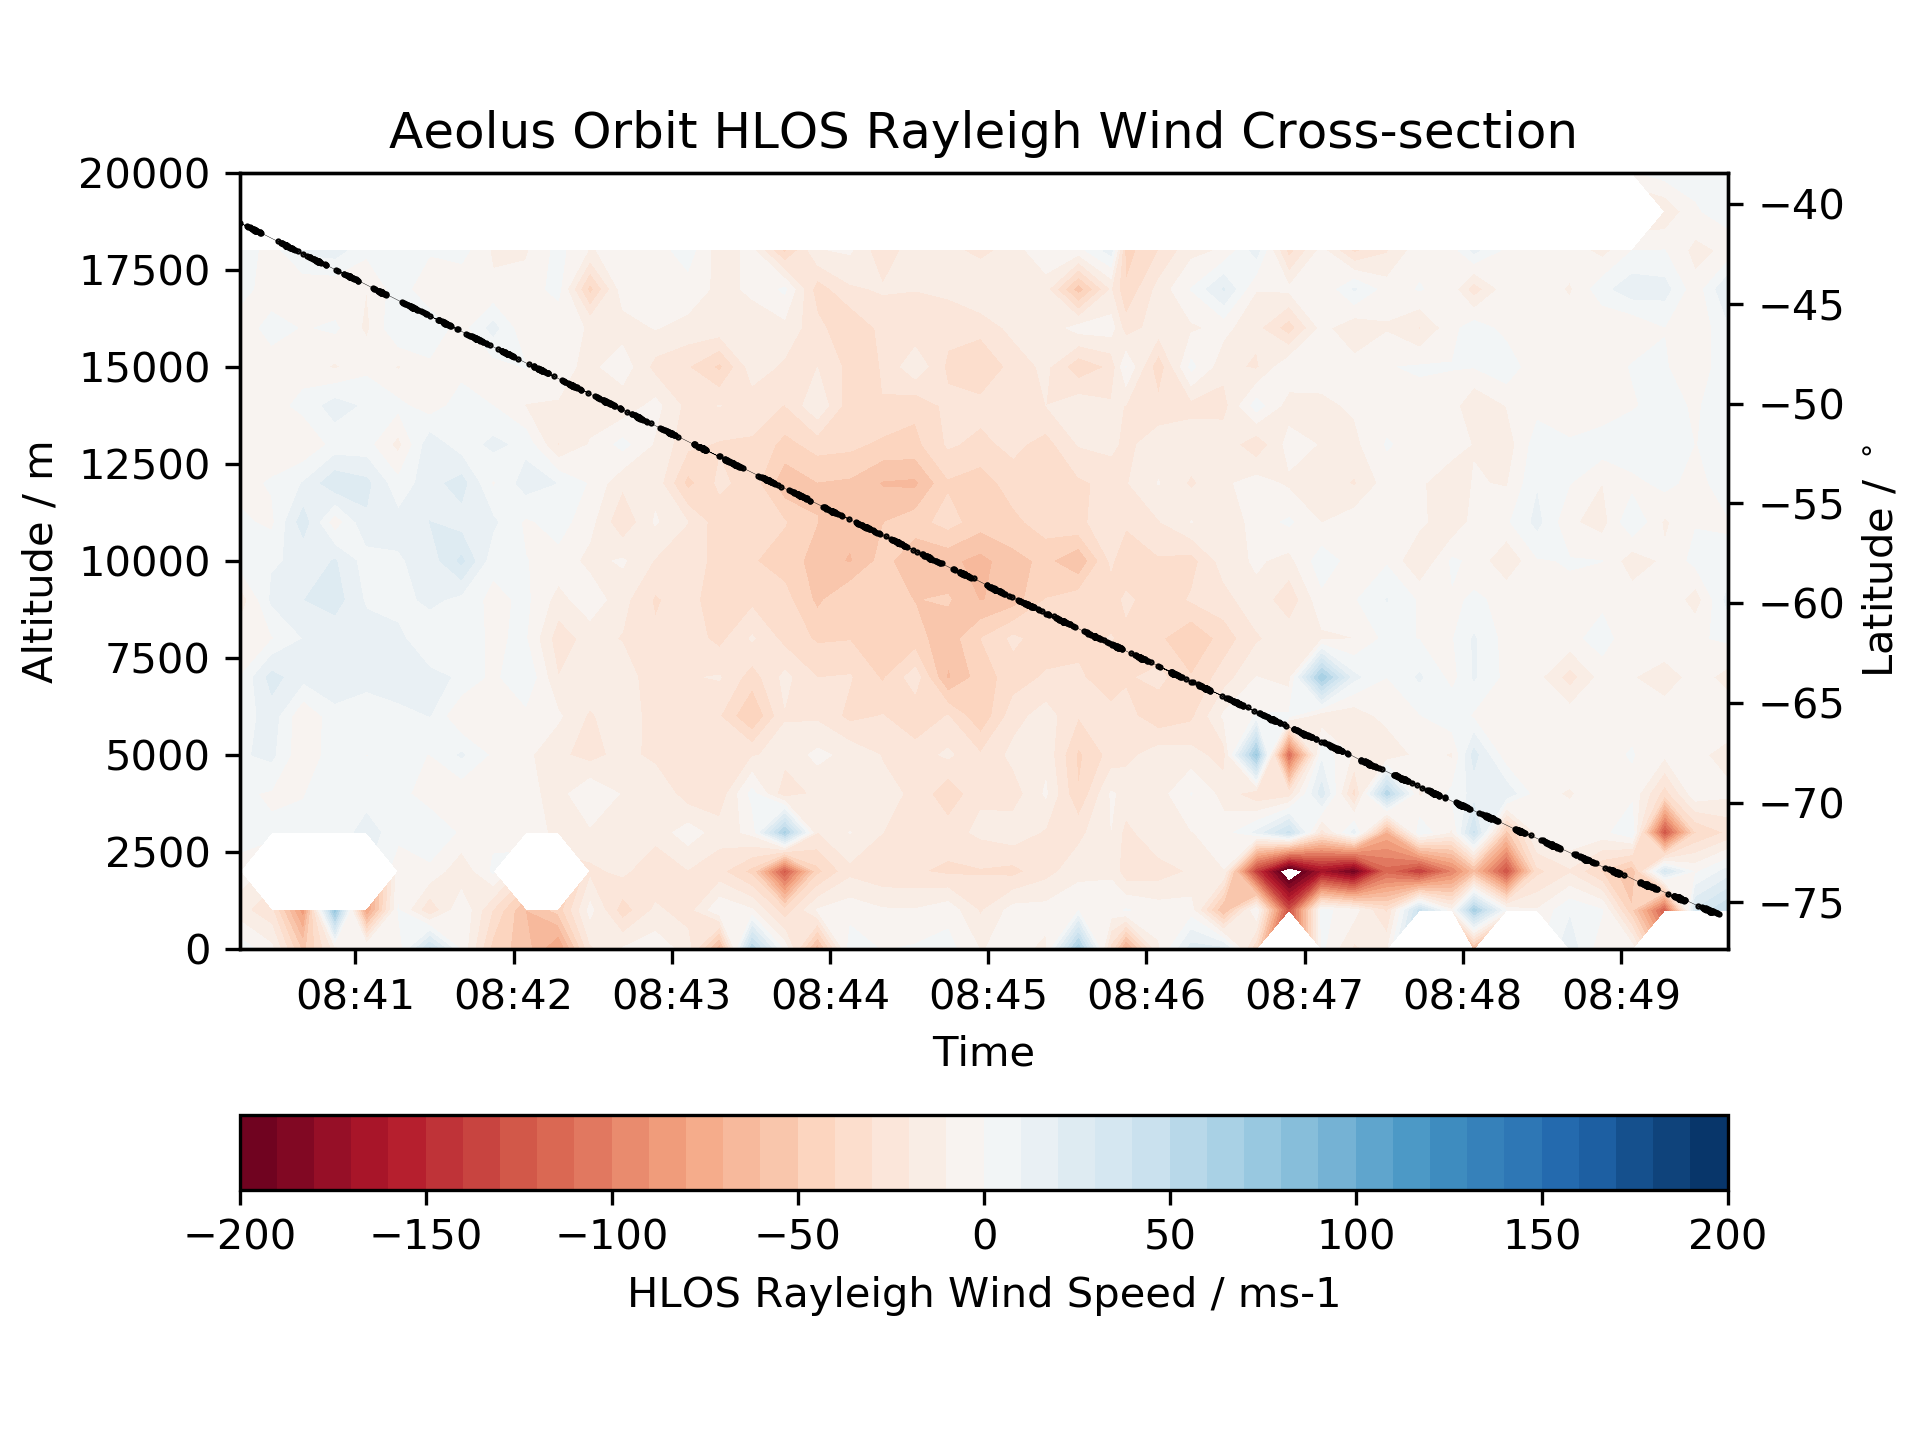 Aeolus Orbit HLOS Rayleigh Wind Cross-section
20000
17500
15000
12500
10000
7500
5000
2500
0
Altitude / m
−40
−45
−50
−55
−60
−65
−70
−75
Latitude / °
08:41 08:42 08:43 08:44 08:45 08:46 08:47 08:48 08:49
Time
−200 −150 −100 −50 0 50 100 150 200
HLOS Rayleigh Wind Speed / ms-1